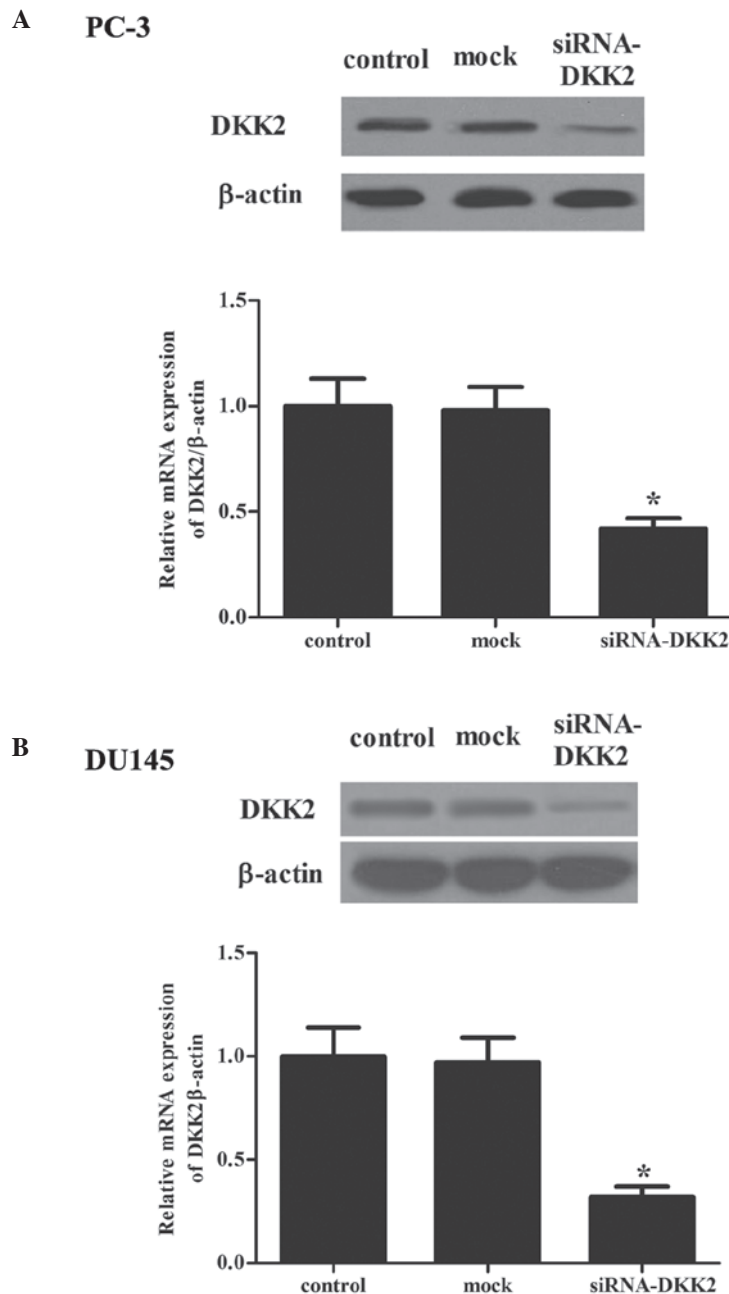 A
PC-3
control mock siRNA-
DKK2
DKK2
β-actin
Relative mRNA expression
of DKK2/β-actin
1.5
1.0
0.5
0.0
*
control mock siRNA-DKK2
B
DU145
control mock siRNA-
DKK2
DKK2
β-actin
Relative mRNA expression
of DKK2β-actin
1.5
1.0
0.5
0.0
*
control mock siRNA-DKK2